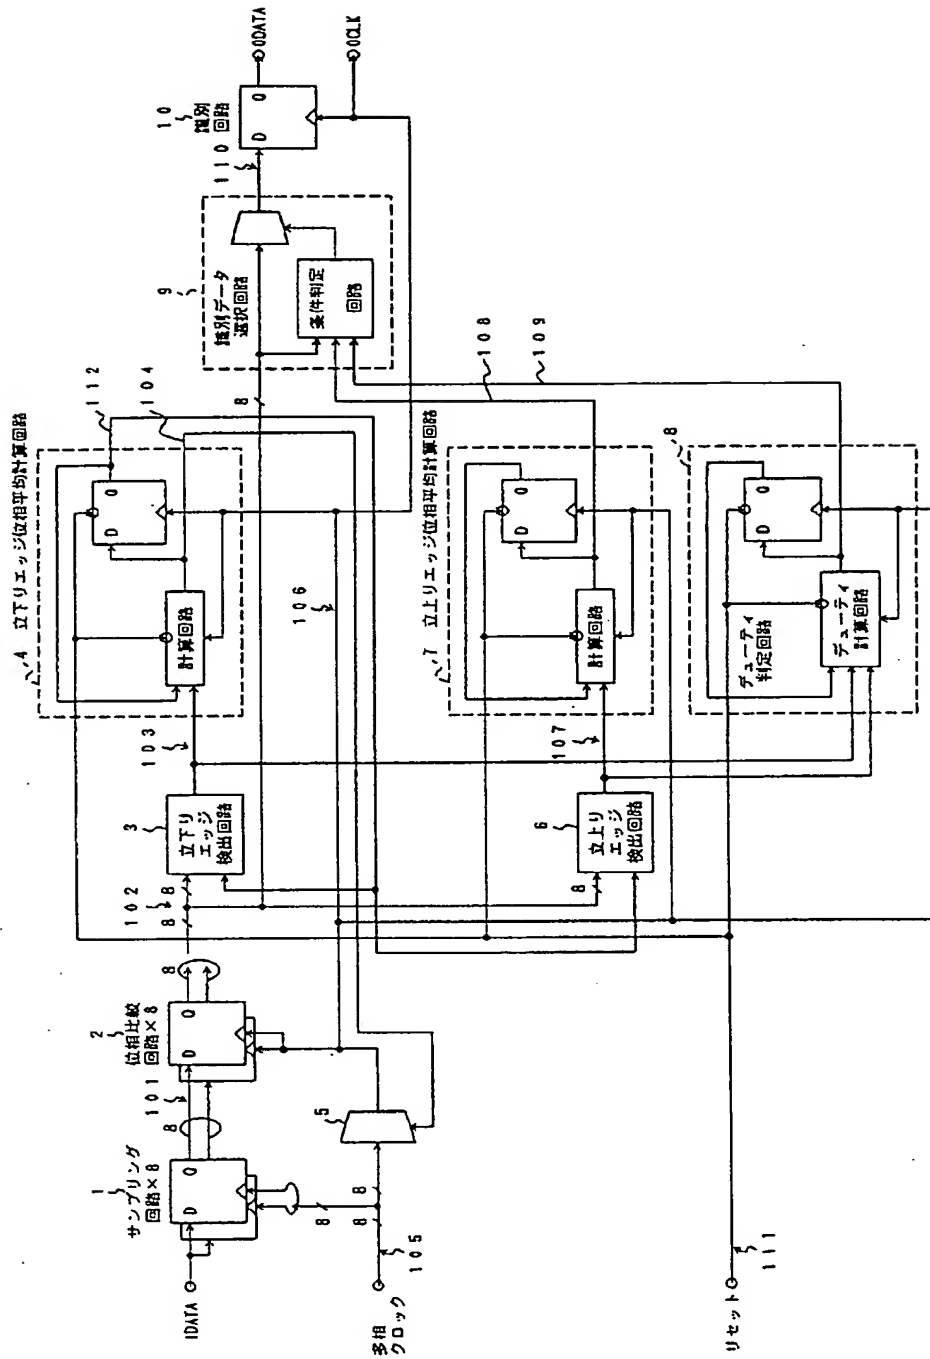 IDATA
サンプリング
回路×8
1
D
Q
8
101
位相比較
回路×8
2
D
Q
8
102
8
8
立下り
エッジ
検出回路
3
103
立下りエッジ位相平均計算回路
4
計算回路
D
Q
112
104
106
多相
クロック
105
8
8
8
5
8
識別データ
選択回路
9
条件判定
回路
110
10
識別
回路
D
Q
ODATA
OCLK
8
立上り
エッジ
検出回路
6
107
立上りエッジ位相平均計算回路
7
計算回路
D
Q
108
109
デューティ
判定回路
8
デューティ
計算回路
D
Q
リセット
111